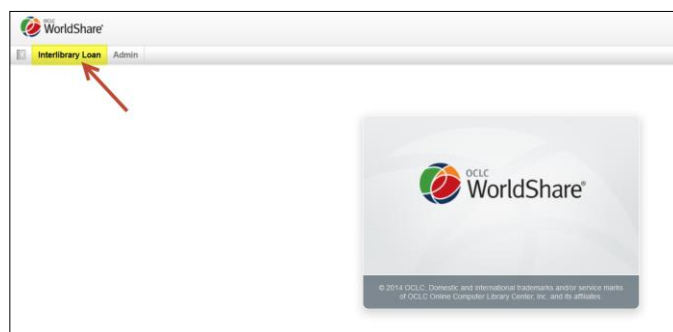 OCLC
WorldShare®
Interlibrary Loan Admin
OCLC
WorldShare®
© 2014 OCLC. Domestic and international trademarks and/or service marks
of OCLC Online Computer Library Center, Inc. and its affiliates.